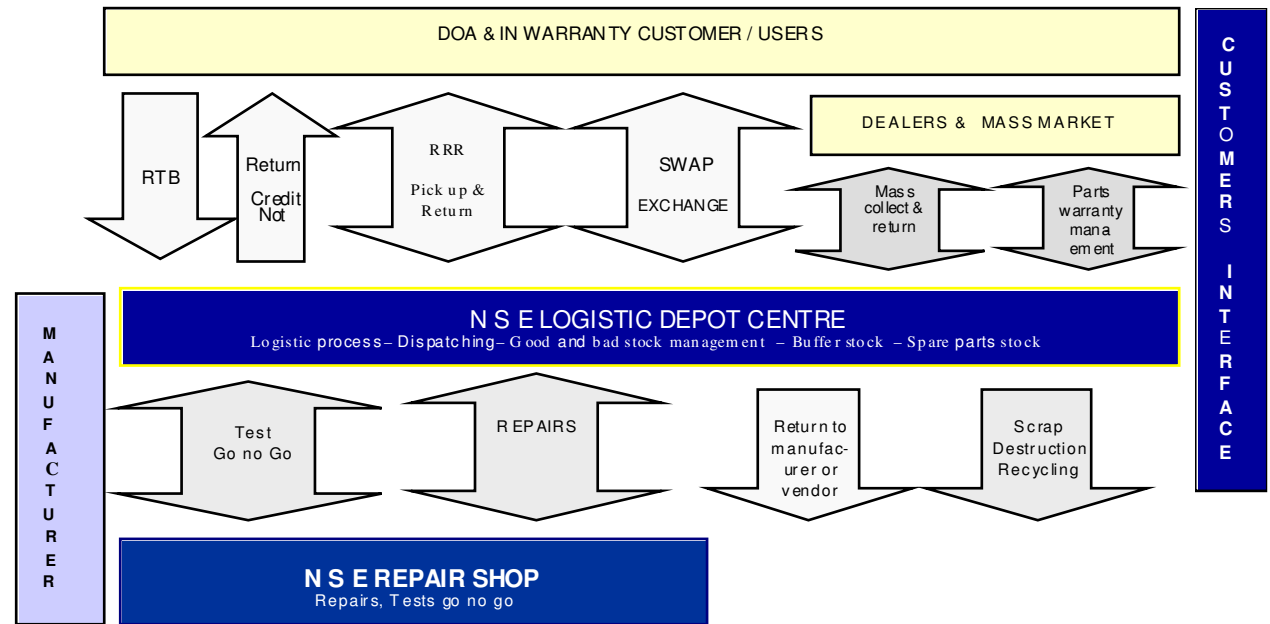 DOA & IN WARRANTY CUSTOMER / USERS
RTB
Return
Credit
Not
RRR
Pick up &
Return
SWAP
EXCHANGE
DEALERS & MASS MARKET
Mass
collect &
return
Parts
warranty
mana
ement
CUSTOMERS INTERFACE
MANUFACTURER
N S E LOGISTIC DEPOT CENTRE
Logistic process – Dispatching – Good and bad stock management – Buffer stock – Spare parts stock
Test
Go no Go
REPAIRS
Return to
manufac-
urer or
vendor
Scrap
Destruction
Recycling
N S E REPAIR SHOP
Repairs, Tests go no go